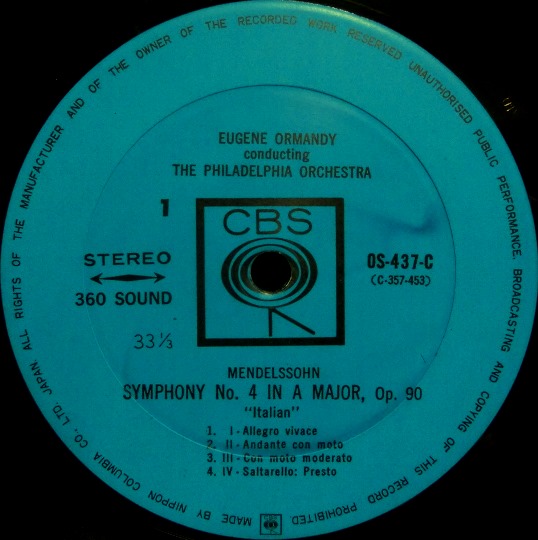 ALL RIGHTS OF THE MANUFACTURER AND OF THE OWNER OF THE RECORDED WORK RESERVED UNAUTHORISED PUBLIC PERFORMANCE. BROADCASTING AND COPYING OF THIS RECORD PROHIBITED.
EUGENE ORMANDY
conducting
THE PHILADELPHIA ORCHESTRA
1
CBS
STEREO
360 SOUND
OS-437-C
(C-357-453)
33⅓
MENDELSSOHN
SYMPHONY No. 4 IN A MAJOR, Op. 90
"Italian"
1. I-Allegro vivace
2. II-Andante con moto
3. III-Con moto moderato
4. IV-Saltarello: Presto
MADE BY NIPPON COLUMBIA CO., LTD. JAPAN.